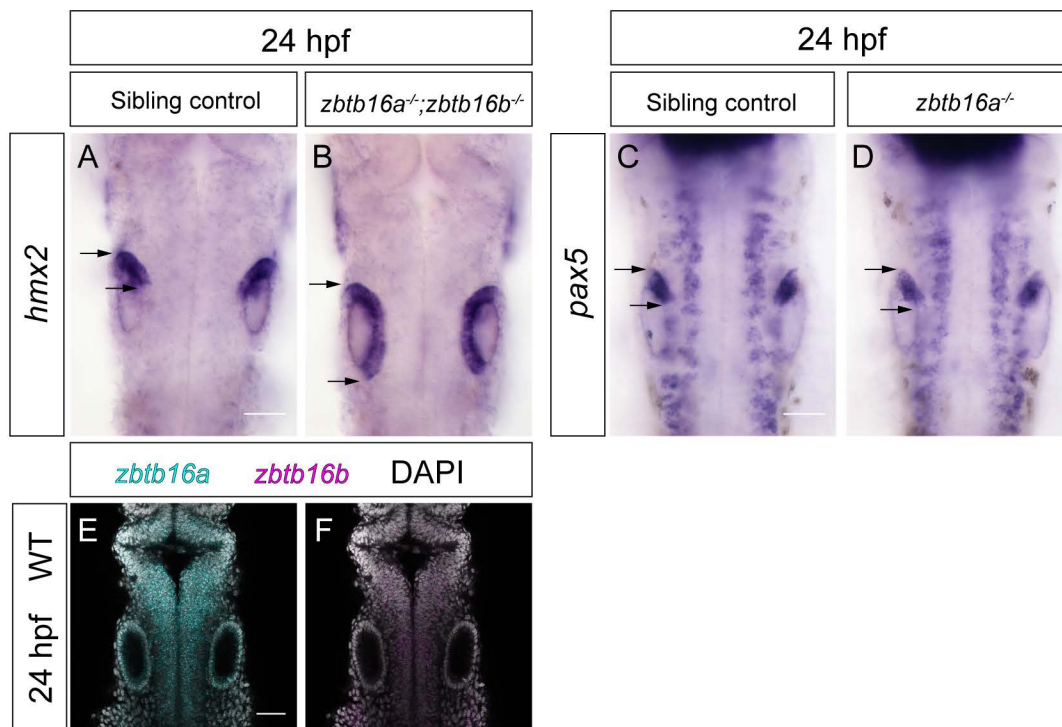 24 hpf
24 hpf
Sibling control
zbtb16a-/-;zbtb16b-/-
Sibling control
zbtb16a-/-
hmx2
A
B
pax5
C
D
zbtb16a zbtb16b DAPI
24 hpf WT
E
F